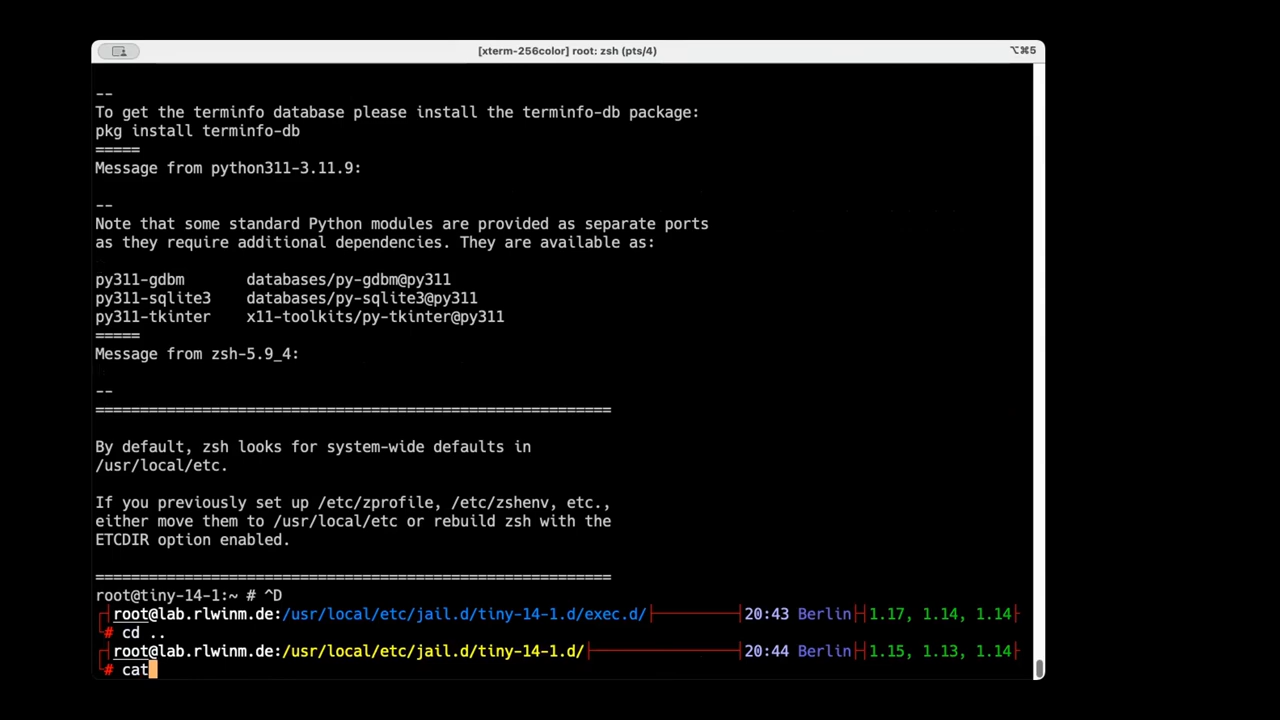 [xterm-256color] root: zsh (pts/4)
⌥⌘5
--
To get the terminfo database please install the terminfo-db package:
pkg install terminfo-db
=====
Message from python311-3.11.9:
--
Note that some standard Python modules are provided as separate ports
as they require additional dependencies. They are available as:
py311-gdbm       databases/py-gdbm@py311
py311-sqlite3    databases/py-sqlite3@py311
py311-tkinter    x11-toolkits/py-tkinter@py311
=====
Message from zsh-5.9_4:
--
==========================================================
By default, zsh looks for system-wide defaults in
/usr/local/etc.
If you previously set up /etc/zprofile, /etc/zshenv, etc.,
either move them to /usr/local/etc or rebuild zsh with the
ETCDIR option enabled.
==========================================================
root@tiny-14-1:~ # ^D
root@lab.rlwinm.de:/usr/local/etc/jail.d/tiny-14-1.d/exec.d/ 20:43 Berlin 1.17, 1.14, 1.14
# cd ..
root@lab.rlwinm.de:/usr/local/etc/jail.d/tiny-14-1.d/ 20:44 Berlin 1.15, 1.13, 1.14
# cat